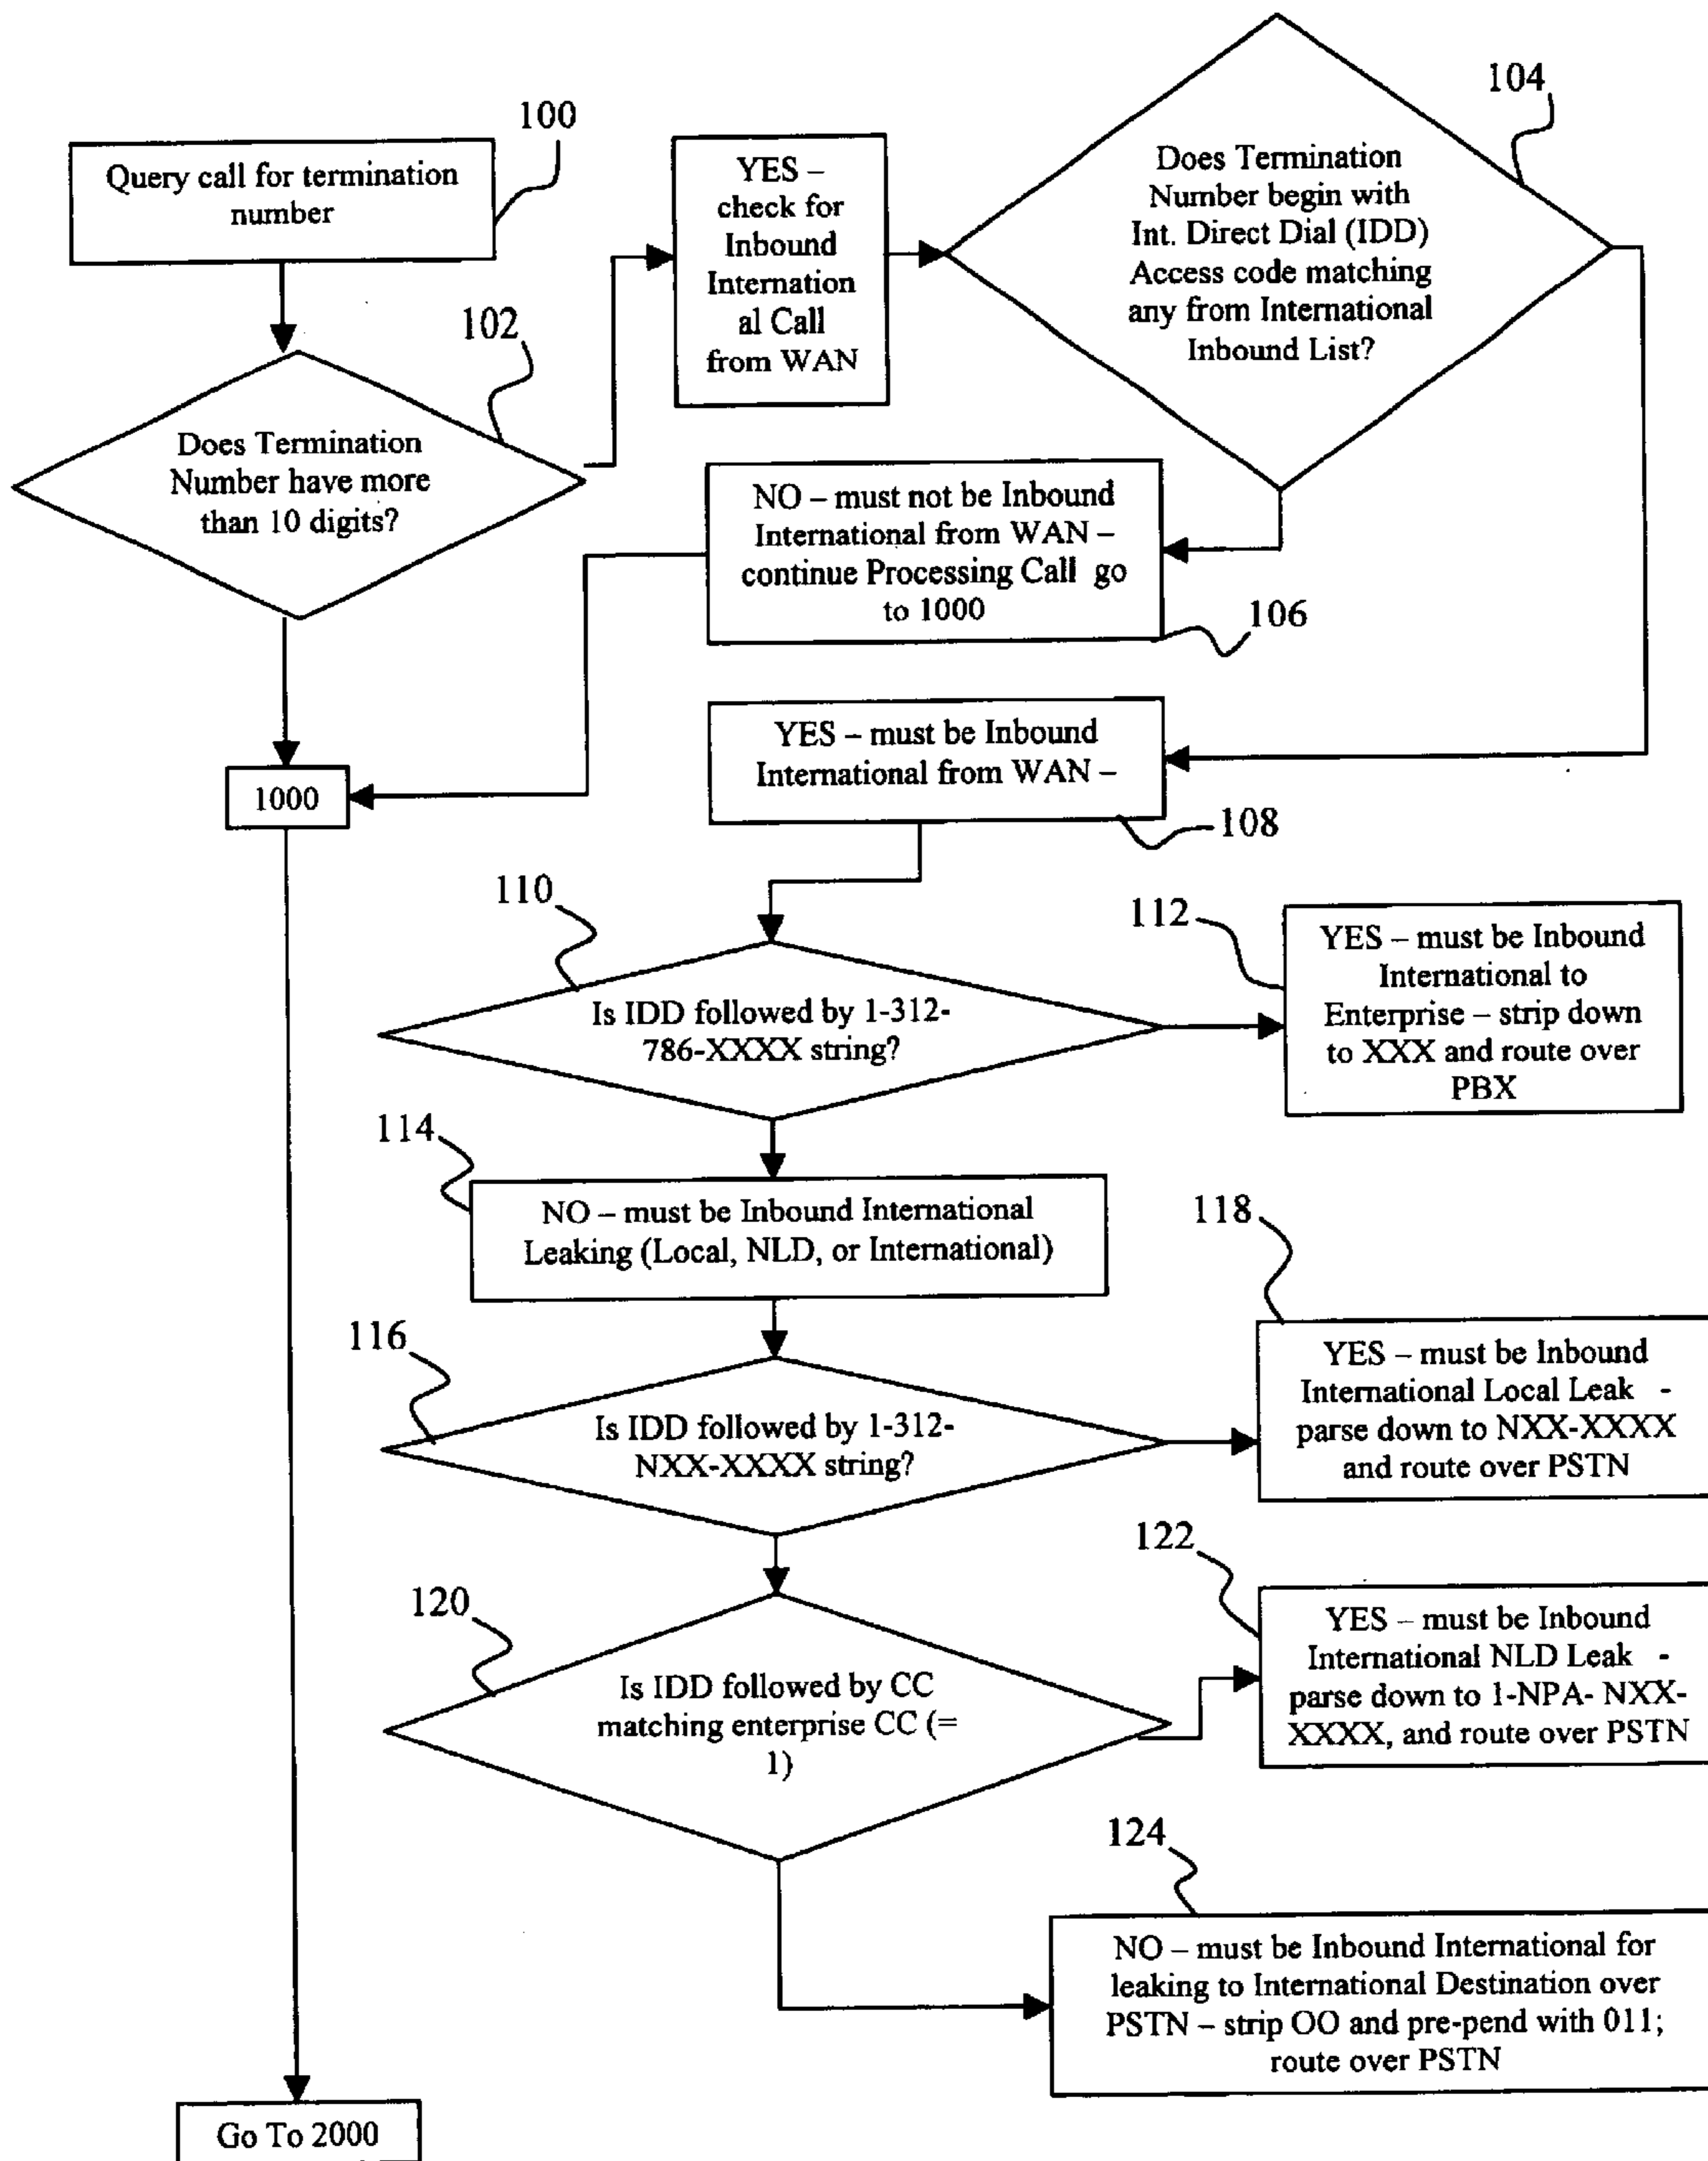 100
Query call for termination
number
102
Does Termination
Number have more
than 10 digits?
YES –
check for
Inbound
Internation
al Call
from WAN
104
Does Termination
Number begin with
Int. Direct Dial (IDD)
Access code matching
any from International
Inbound List?
NO – must not be Inbound
International from WAN –
continue Processing Call go
to 1000
106
YES – must be Inbound
International from WAN –
108
1000
110
Is IDD followed by 1-312-
786-XXXX string?
112
YES – must be Inbound
International to
Enterprise – strip down
to XXX and route over
PBX
114
NO – must be Inbound International
Leaking (Local, NLD, or International)
116
Is IDD followed by 1-312-
NXX-XXXX string?
118
YES – must be Inbound
International Local Leak -
parse down to NXX-XXXX
and route over PSTN
120
Is IDD followed by CC
matching enterprise CC (=
1)
122
YES – must be Inbound
International NLD Leak -
parse down to 1-NPA- NXX-
XXXX, and route over PSTN
124
NO – must be Inbound International for
leaking to International Destination over
PSTN – strip OO and pre-pend with 011;
route over PSTN
Go To 2000